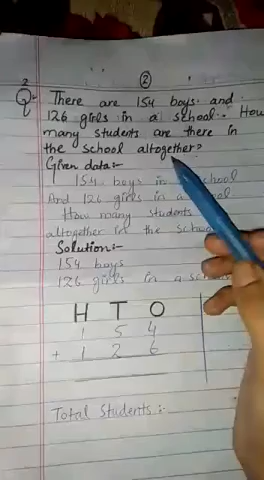 2
Q- There are 154 boys and
126 girls in a school. How
many students are there in
the school altogether?
Given data:-
154 boys in school
And 126 girls in a
How many students
altogether in the
Solution:-
154 boys
126 girls in a
H T O
1 5 4
+ 1 2 6
Total Students:-